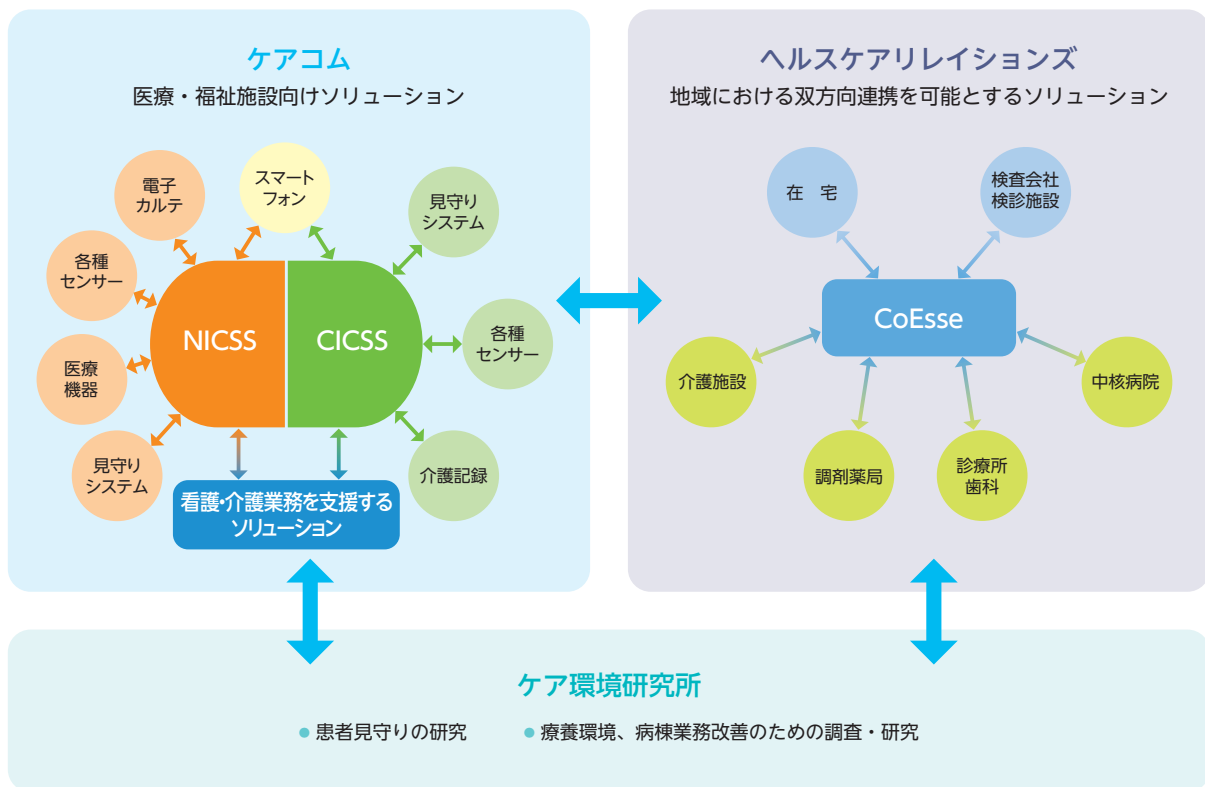 ケアコム
医療・福祉施設向けソリューション
電子
カルテ
スマート
フォン
見守り
システム
各種
センサー
NICSS
CICSS
各種
センサー
医療
機器
見守り
システム
介護記録
看護・介護業務を支援する
ソリューション
ヘルスケアリレイションズ
地域における双方向連携を可能とするソリューション
在　宅
検査会社
検診施設
CoEsse
介護施設
中核病院
調剤薬局
診療所
歯科
ケア環境研究所
● 患者見守りの研究
● 療養環境、病棟業務改善のための調査・研究